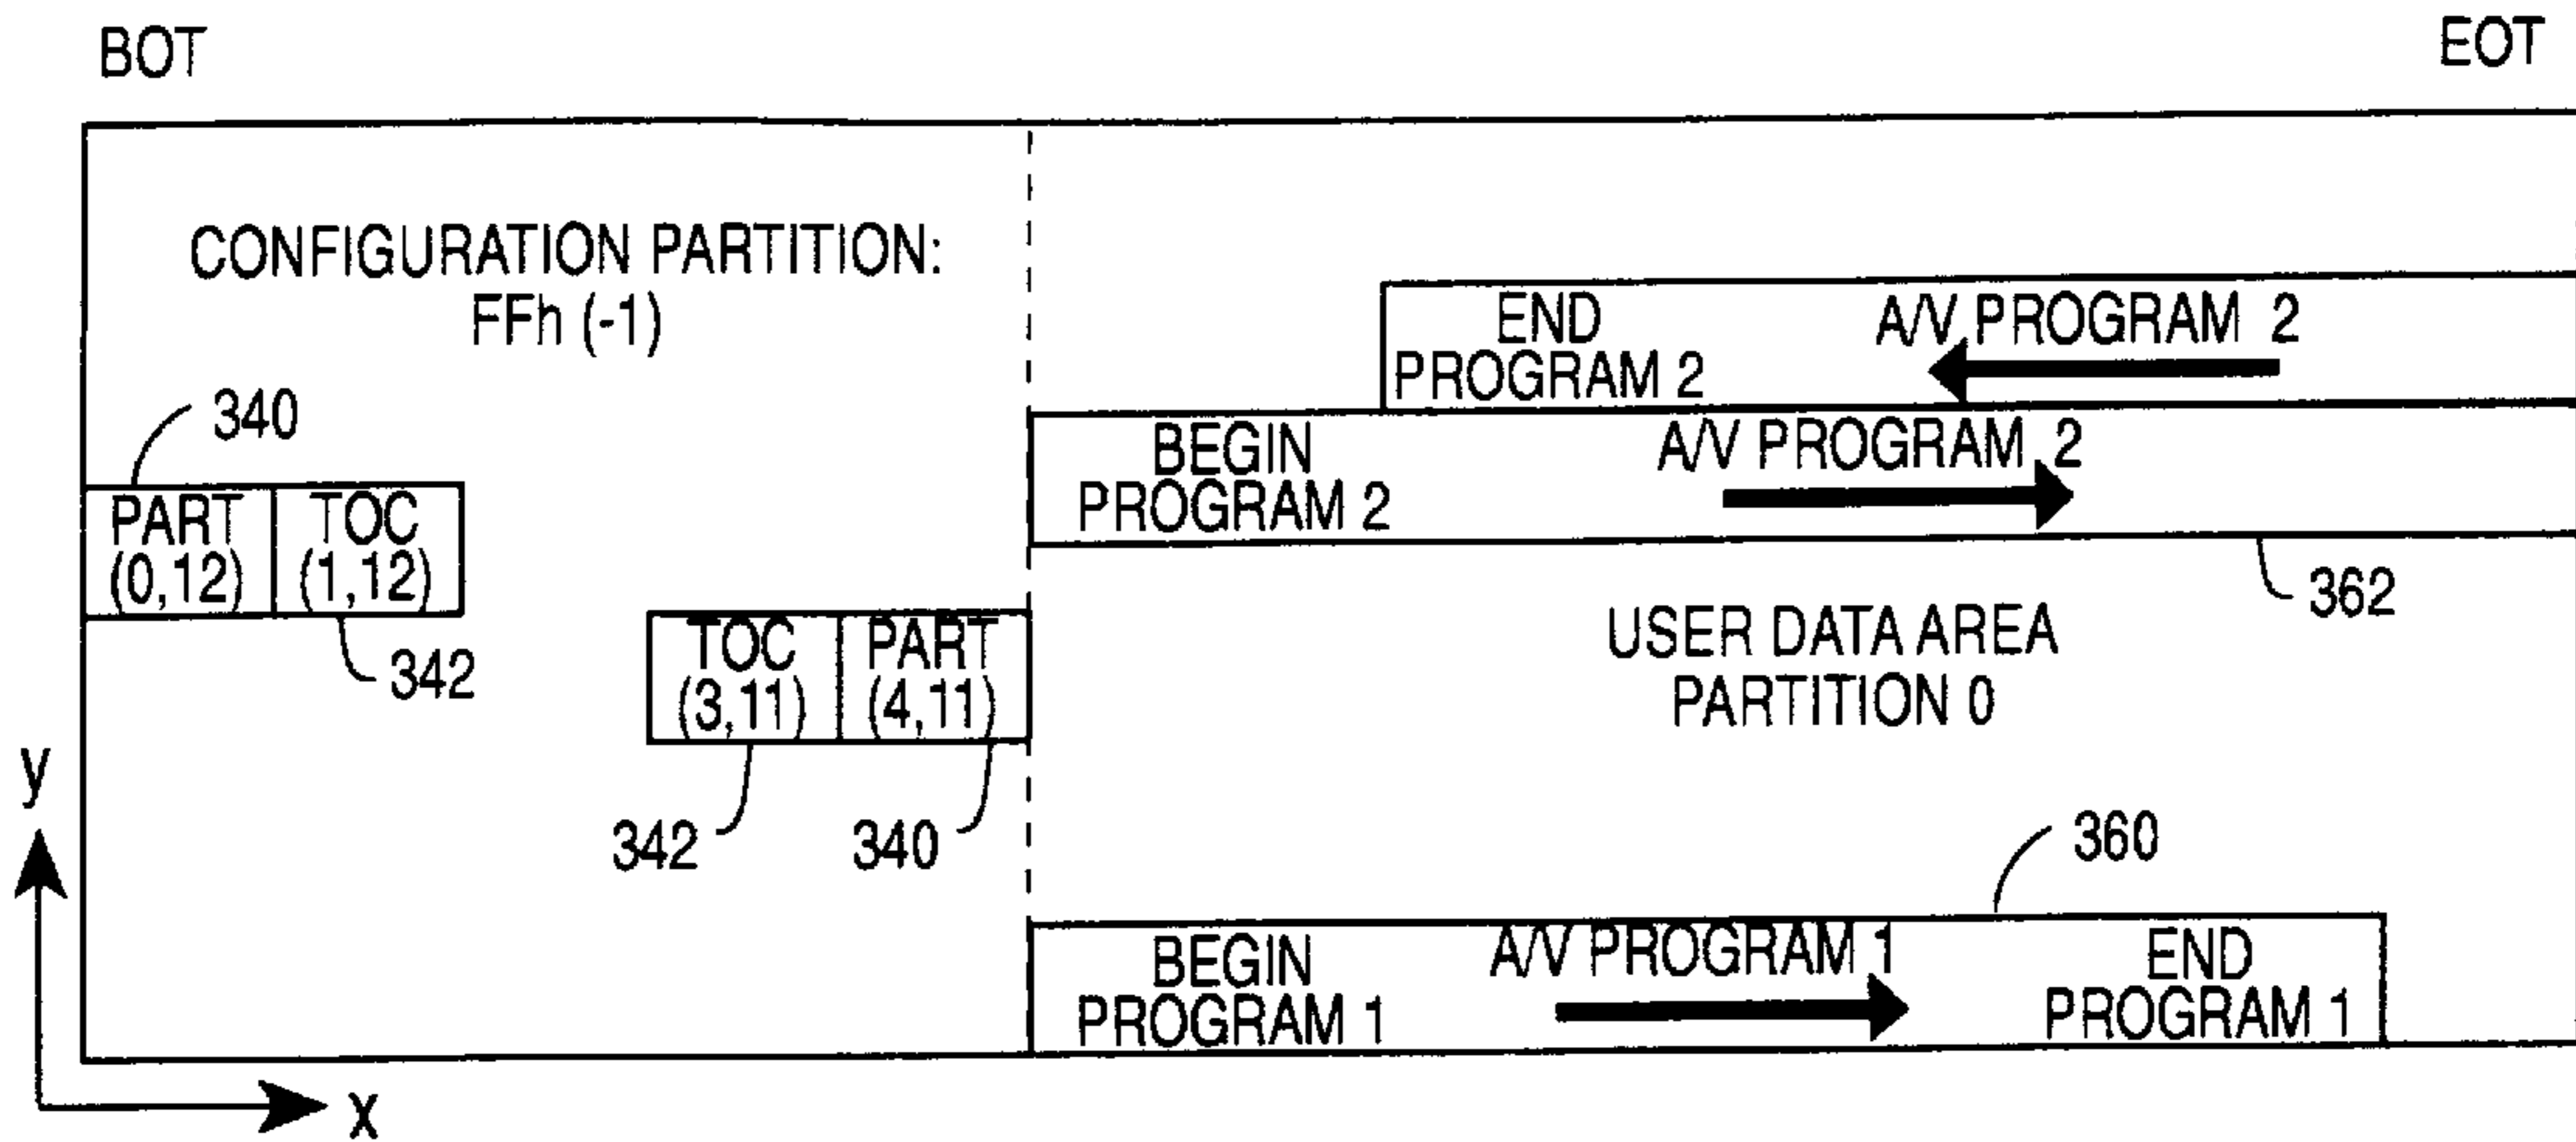 BOT
EOT
CONFIGURATION PARTITION:
FFh (-1)
END
PROGRAM 2
A/V PROGRAM 2
340
BEGIN
PROGRAM 2
A/V PROGRAM 2
PART
(0,12)
TOC
(1,12)
362
342
TOC
(3,11)
PART
(4,11)
USER DATA AREA
PARTITION 0
y
342
340
360
BEGIN
PROGRAM 1
A/V PROGRAM 1
END
PROGRAM 1
x